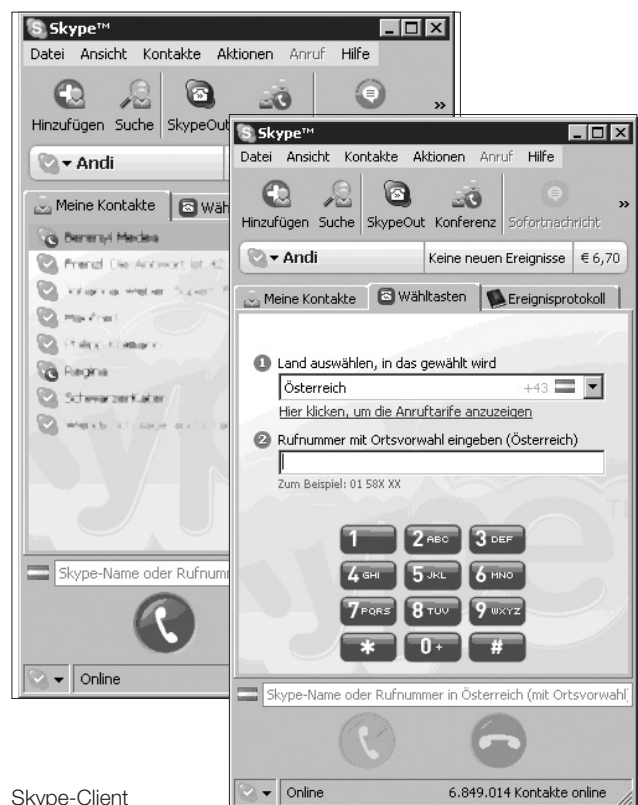 Skype™
Datei Ansicht Kontakte Aktionen Anruf Hilfe
Hinzufügen Suche SkypeOut
»
Andi
Meine Kontakte Wäh
Regina
SchwarzerKater
Skype-Name oder Rufnumm
Online
Skype™
Datei Ansicht Kontakte Aktionen Anruf Hilfe
Hinzufügen Suche SkypeOut Konferenz Sofortnachricht
»
Andi Keine neuen Ereignisse € 6,70
Meine Kontakte Wähltasten Ereignisprotokoll
1 Land auswählen, in das gewählt wird
Österreich +43
Hier klicken, um die Anruftarife anzuzeigen
2 Rufnummer mit Ortsvorwahl eingeben (Österreich)
Zum Beispiel: 01 58X XX
1 2 ABC 3 DEF
4 GHI 5 JKL 6 MNO
7 PQRS 8 TUV 9 WXYZ
* 0 + #
Skype-Name oder Rufnummer in Österreich (mit Ortsvorwahl)
Online 6.849.014 Kontakte online
Skype-Client